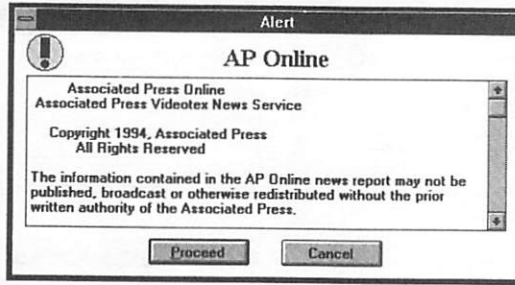 Alert
AP Online
Associated Press Online
Associated Press Videotex News Service
Copyright 1994, Associated Press
All Rights Reserved
The information contained in the AP Online news report may not be
published, broadcast or otherwise redistributed without the prior
written authority of the Associated Press.
Proceed
Cancel